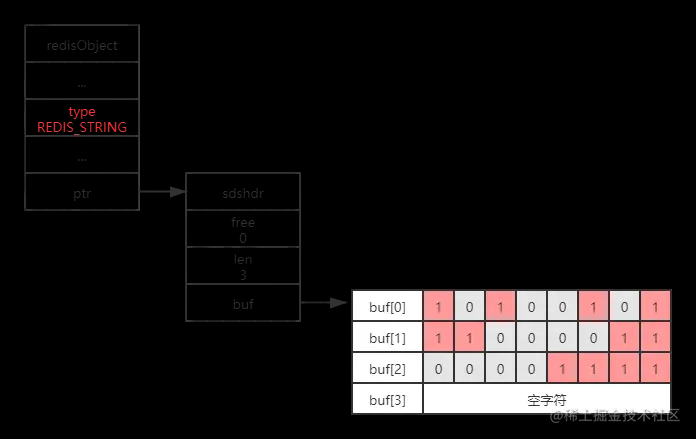 redisObject
...
type
REDIS_STRING
...
ptr
sdshdr
free
0
len
3
buf
buf[0] 1 0 1 0 0 1 0 1
buf[1] 1 1 0 0 0 0 1 1
buf[2] 0 0 0 0 1 1 1 1
buf[3] 空字符
@稀土掘金技术社区